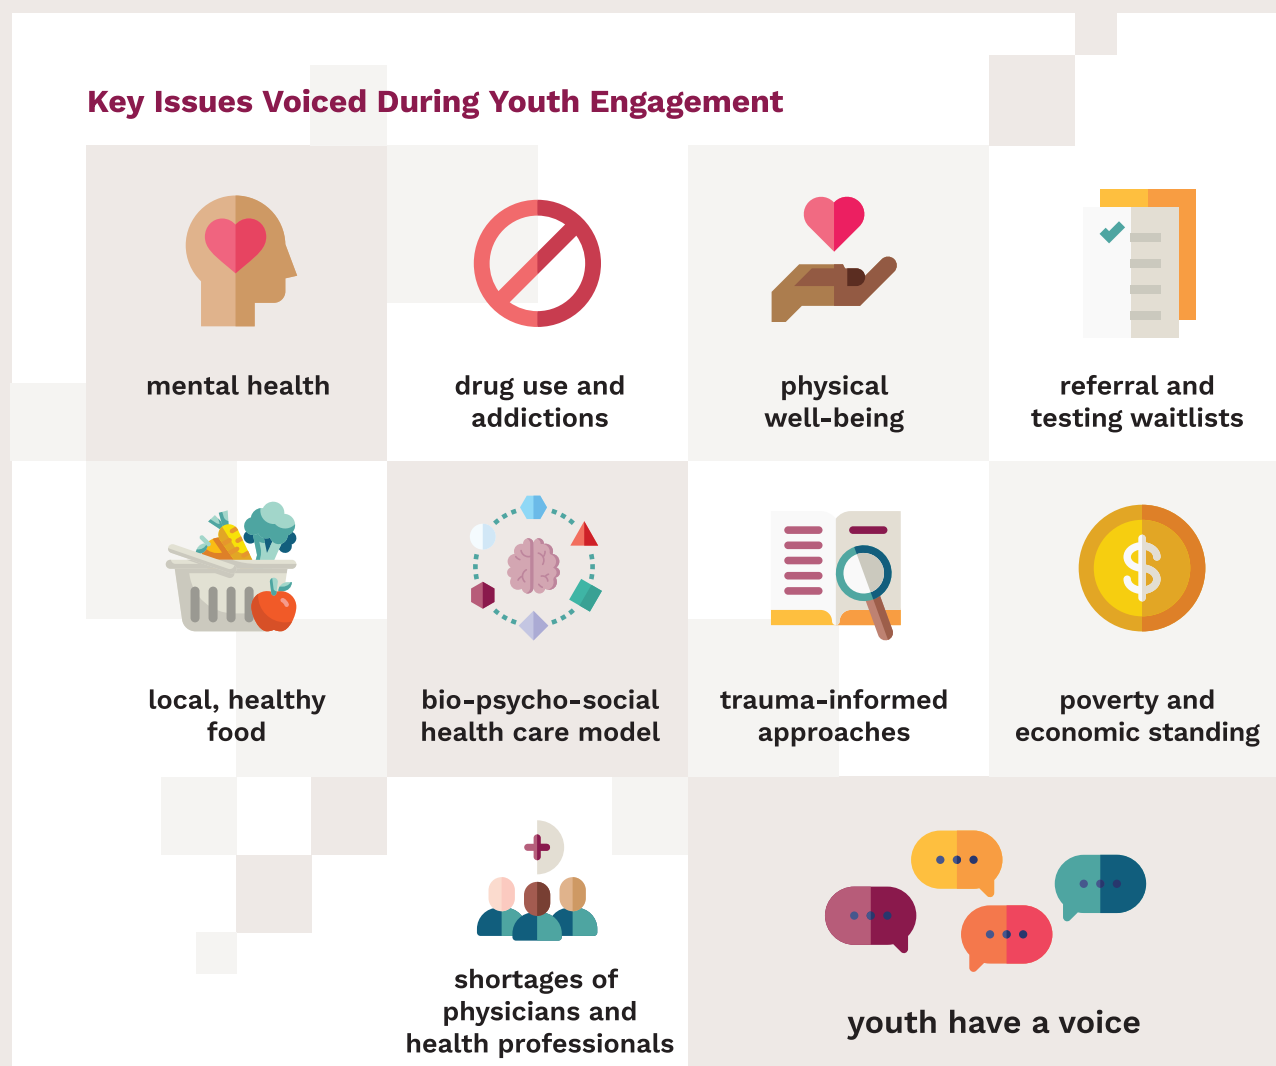 Key Issues Voiced During Youth Engagement
mental health
drug use and
addictions
physical
well-being
referral and
testing waitlists
local, healthy
food
bio-psycho-social
health care model
trauma-informed
approaches
poverty and
economic standing
$
shortages of
physicians and
health professionals
youth have a voice